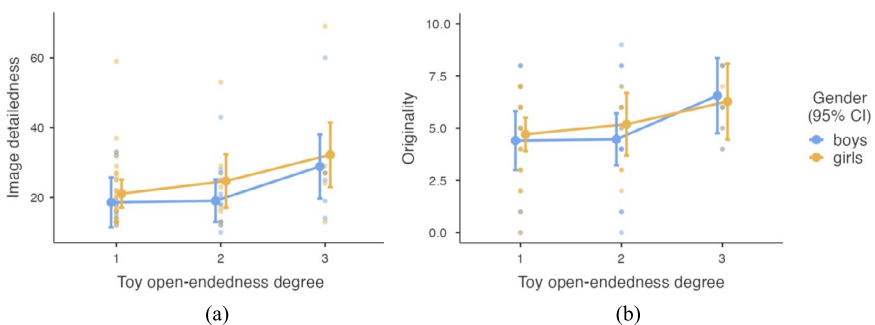 Image detailedness
60
40
20
1
2
3
Toy open-endedness degree
(a)
Originality
10.0
7.5
5.0
2.5
0.0
1
2
3
Toy open-endedness degree
(b)
Gender
(95% CI)
boys
girls